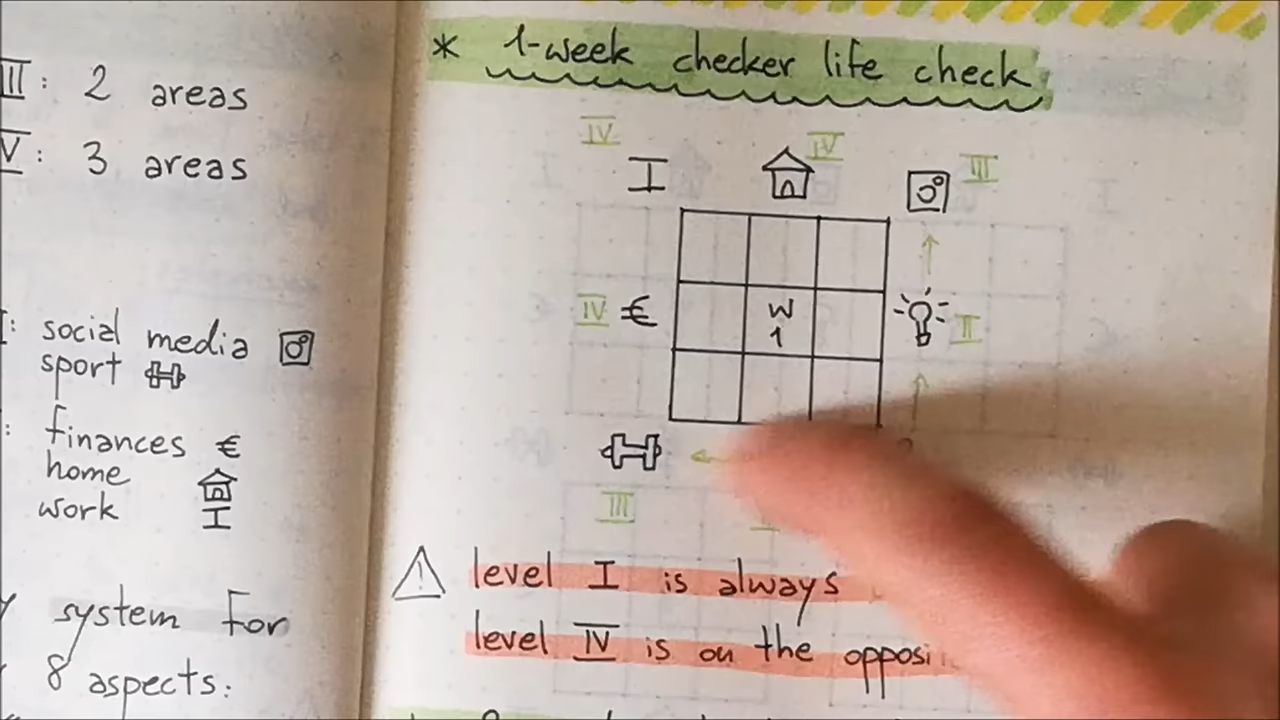 III: 2 areas
V: 3 areas
I: social media
sport
: finances €
home
work I
system for
8 aspects:
* 1-week checker life check
IV IV III
I
IV € W II
1
III
level I is always
level IV is on the opposi